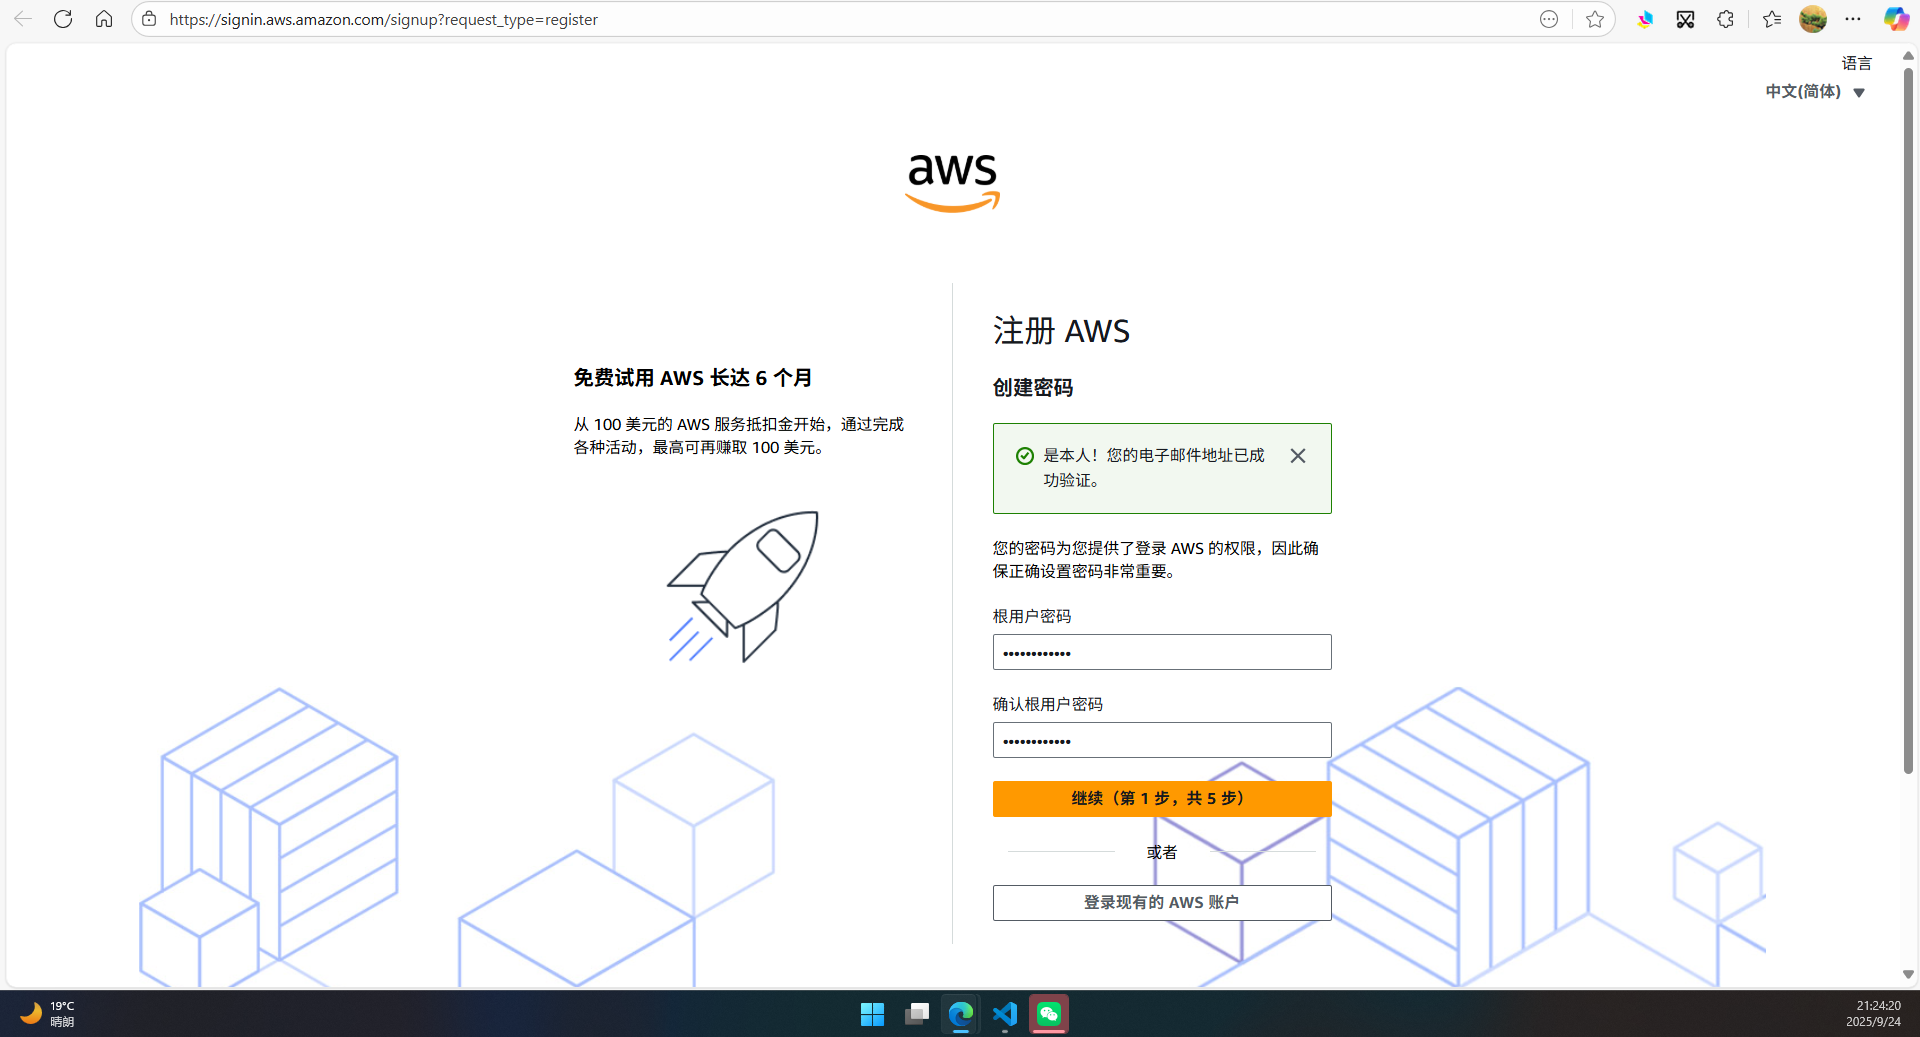 https://signin.aws.amazon.com/signup?request_type=register
语言
中文(简体)
aws
免费试用 AWS 长达 6 个月
从 100 美元的 AWS 服务抵扣金开始，通过完成
各种活动，最高可再赚取 100 美元。
注册 AWS
创建密码
是本人！您的电子邮件地址已成
功验证。
您的密码为您提供了登录 AWS 的权限，因此确
保正确设置密码非常重要。
根用户密码
••••••••••••
确认根用户密码
••••••••••••
继续（第 1 步，共 5 步）
或者
登录现有的 AWS 账户
19°C
晴朗
21:24:20
2025/9/24